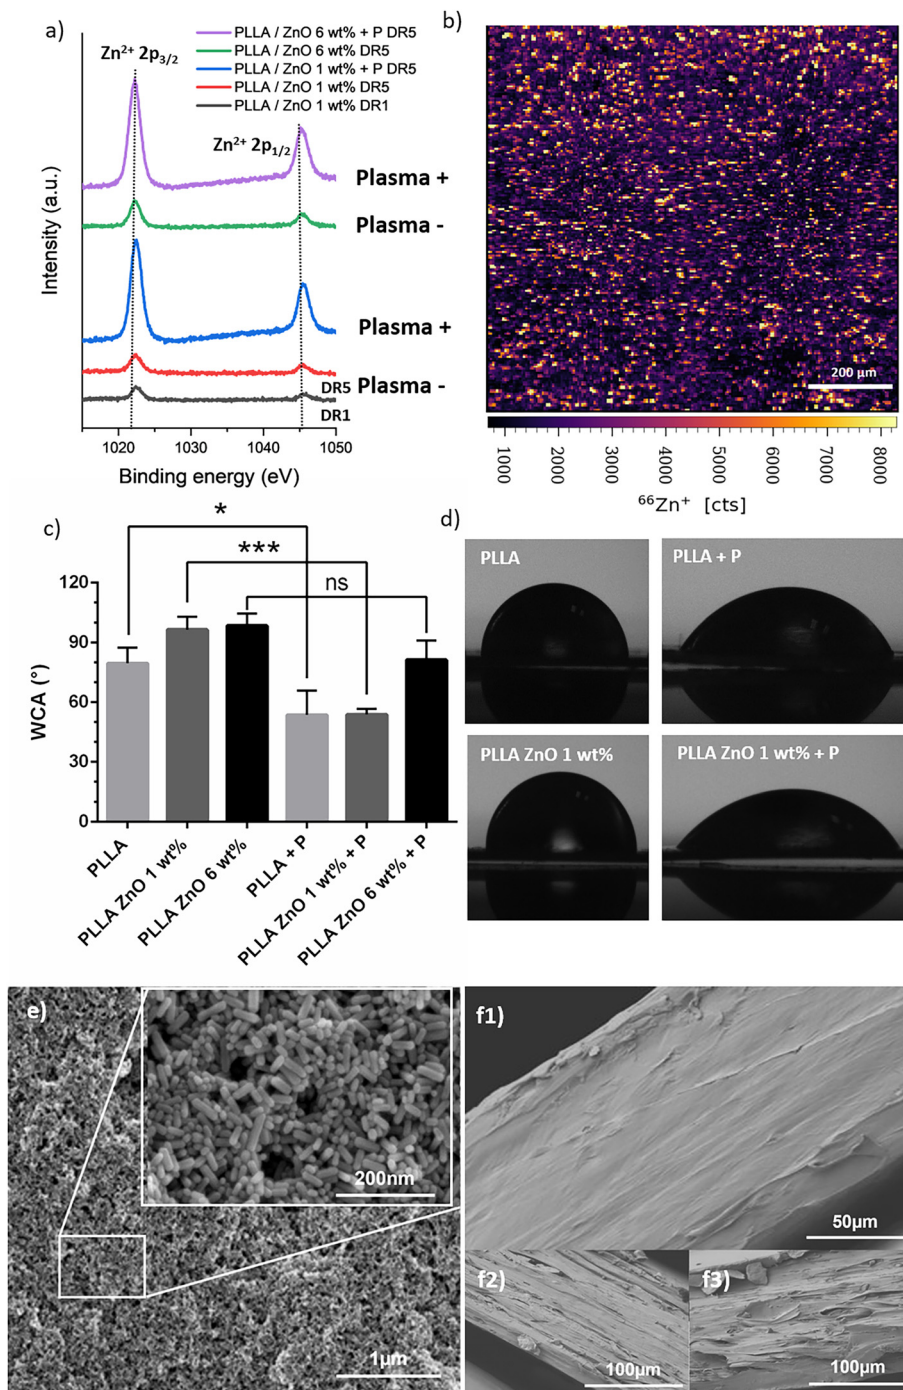 a)
PLLA / ZnO 6 wt% + P DR5
PLLA / ZnO 6 wt% DR5
PLLA / ZnO 1 wt% + P DR5
PLLA / ZnO 1 wt% DR5
PLLA / ZnO 1 wt% DR1
Zn²⁺ 2p₃/₂
Zn²⁺ 2p₁/₂
Plasma +
Plasma -
Plasma +
Plasma -
DR5
DR1
Intensity (a.u.)
1020 1030 1040 1050
Binding energy (eV)
b)
200 µm
1000 2000 3000 4000 5000 6000 7000 8000
⁶⁶Zn⁺ [cts]
c)
*
***
ns
WCA (°)
120
90
60
30
0
PLLA
PLLA ZnO 1 wt%
PLLA ZnO 6 wt%
PLLA + P
PLLA ZnO 1 wt% + P
PLLA ZnO 6 wt% + P
d)
PLLA
PLLA + P
PLLA ZnO 1 wt%
PLLA ZnO 1 wt% + P
e)
200nm
1µm
f1)
50µm
f2)
100µm
f3)
100µm